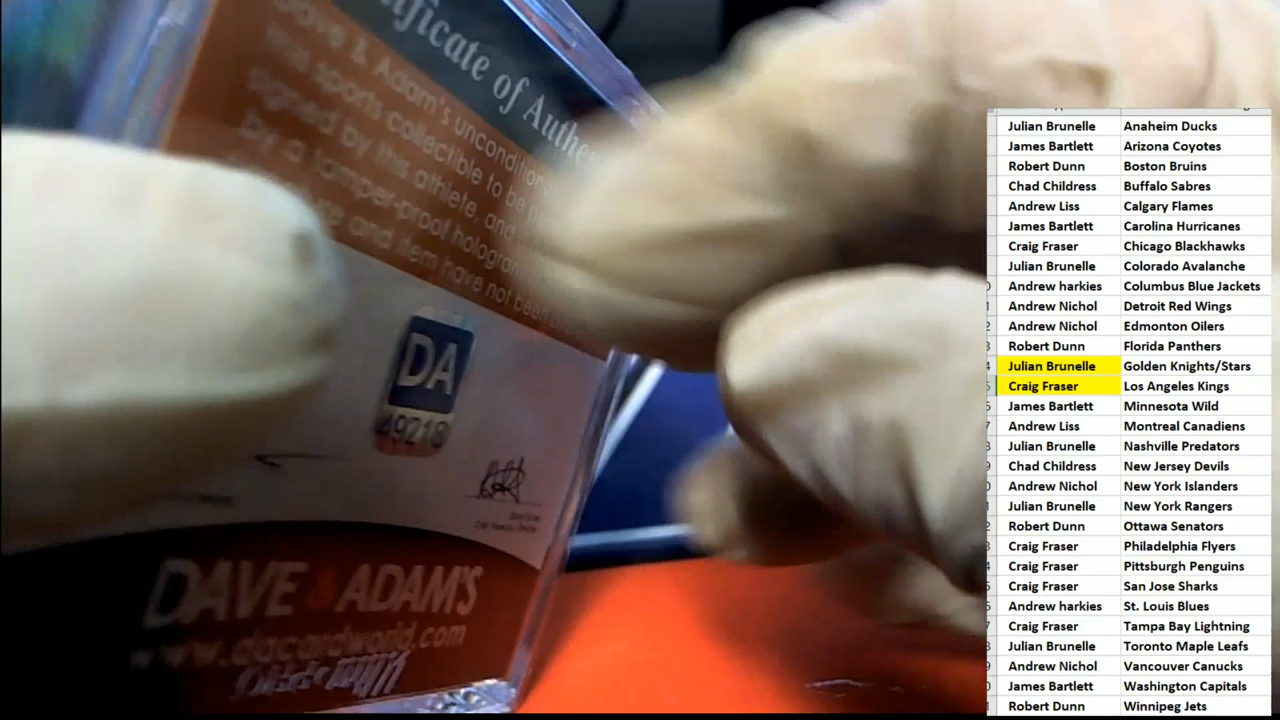 ificate of Authe
Dave & Adam's uncondition
this sports collectible to be
signed by this athlete, and
by a tamper-proof hologram
and item have not been
DA
49218
DAVE & ADAM'S
www.dacardworld.com
Julian Brunelle Anaheim Ducks
James Bartlett Arizona Coyotes
Robert Dunn Boston Bruins
Chad Childress Buffalo Sabres
Andrew Liss Calgary Flames
James Bartlett Carolina Hurricanes
Craig Fraser Chicago Blackhawks
Julian Brunelle Colorado Avalanche
Andrew harkies Columbus Blue Jackets
Andrew Nichol Detroit Red Wings
Andrew Nichol Edmonton Oilers
Robert Dunn Florida Panthers
Julian Brunelle Golden Knights/Stars
Craig Fraser Los Angeles Kings
James Bartlett Minnesota Wild
Andrew Liss Montreal Canadiens
Julian Brunelle Nashville Predators
Chad Childress New Jersey Devils
Andrew Nichol New York Islanders
Julian Brunelle New York Rangers
Robert Dunn Ottawa Senators
Craig Fraser Philadelphia Flyers
Craig Fraser Pittsburgh Penguins
Craig Fraser San Jose Sharks
Andrew harkies St. Louis Blues
Craig Fraser Tampa Bay Lightning
Julian Brunelle Toronto Maple Leafs
Andrew Nichol Vancouver Canucks
James Bartlett Washington Capitals
Robert Dunn Winnipeg Jets